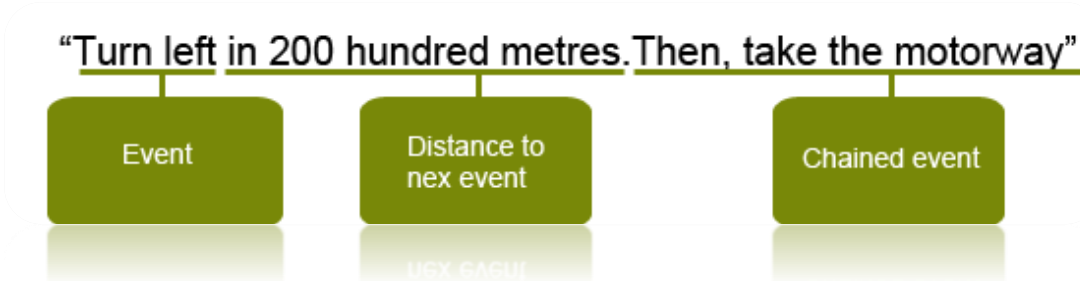 “Turn left in 200 hundred metres.Then, take the motorway”
Event
Distance to
nex event
Chained event